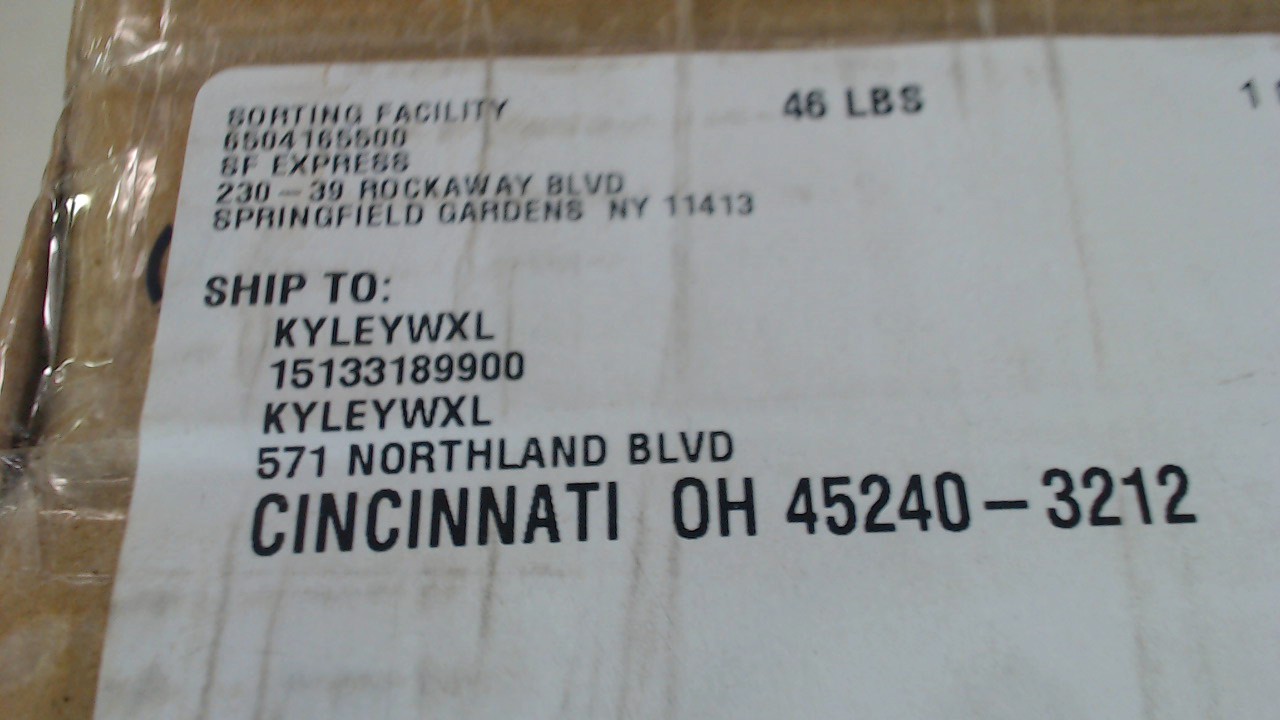 SORTING FACILITY 46 LBS 1
6504165500
SF EXPRESS
230-39 ROCKAWAY BLVD
SPRINGFIELD GARDENS NY 11413
SHIP TO:
KYLEYWXL
15133189900
KYLEYWXL
571 NORTHLAND BLVD
CINCINNATI OH 45240-3212